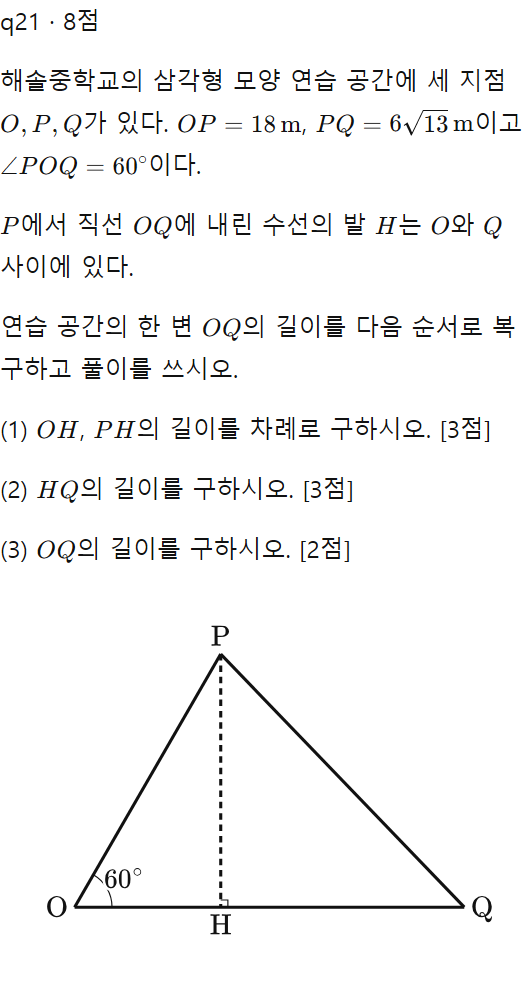 q21 · 8점
해솔중학교의 삼각형 모양 연습 공간에 세 지점
O, P, Q가 있다. OP = 18 m, PQ = 6√13 m이고
∠POQ = 60°이다.
P에서 직선 OQ에 내린 수선의 발 H는 O와 Q
사이에 있다.
연습 공간의 한 변 OQ의 길이를 다음 순서로 복
구하고 풀이를 쓰시오.
(1) OH, PH의 길이를 차례로 구하시오. [3점]
(2) HQ의 길이를 구하시오. [3점]
(3) OQ의 길이를 구하시오. [2점]
P
60°
O
H
Q